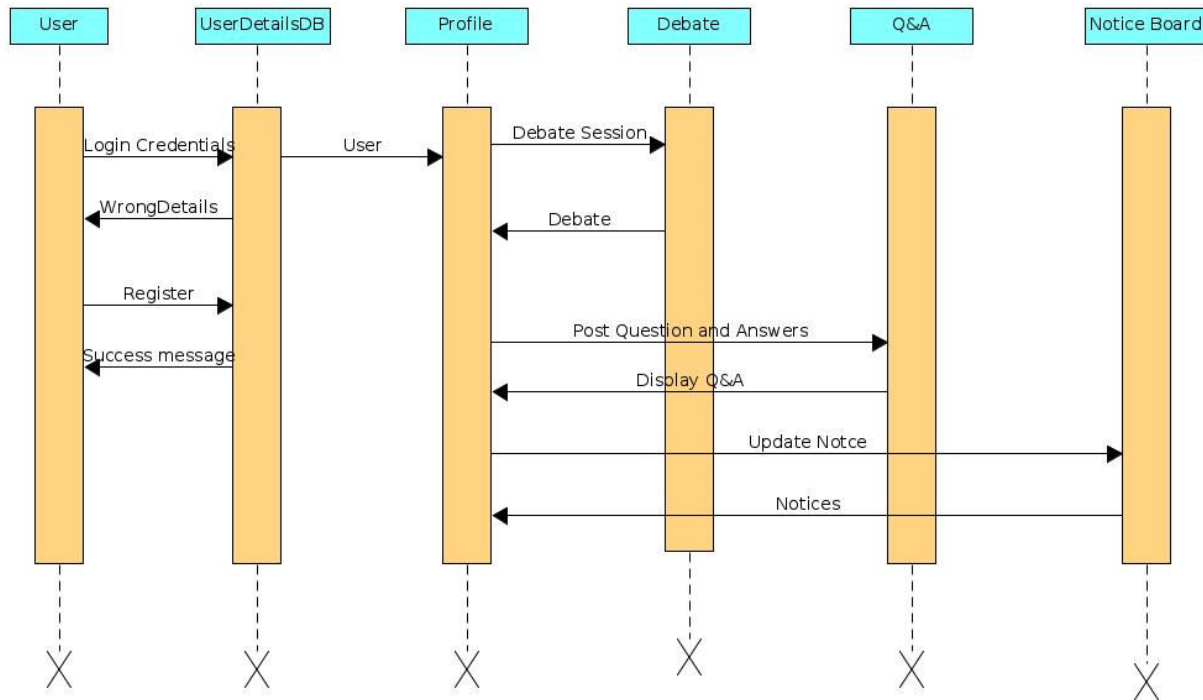 User
UserDetailsDB
Profile
Debate
Q&A
Notice Board
Debate Session
Login Credentials
User
WrongDetails
Debate
Register
Post Question and Answers
Success message
Display Q&A
Update Notce
Notices